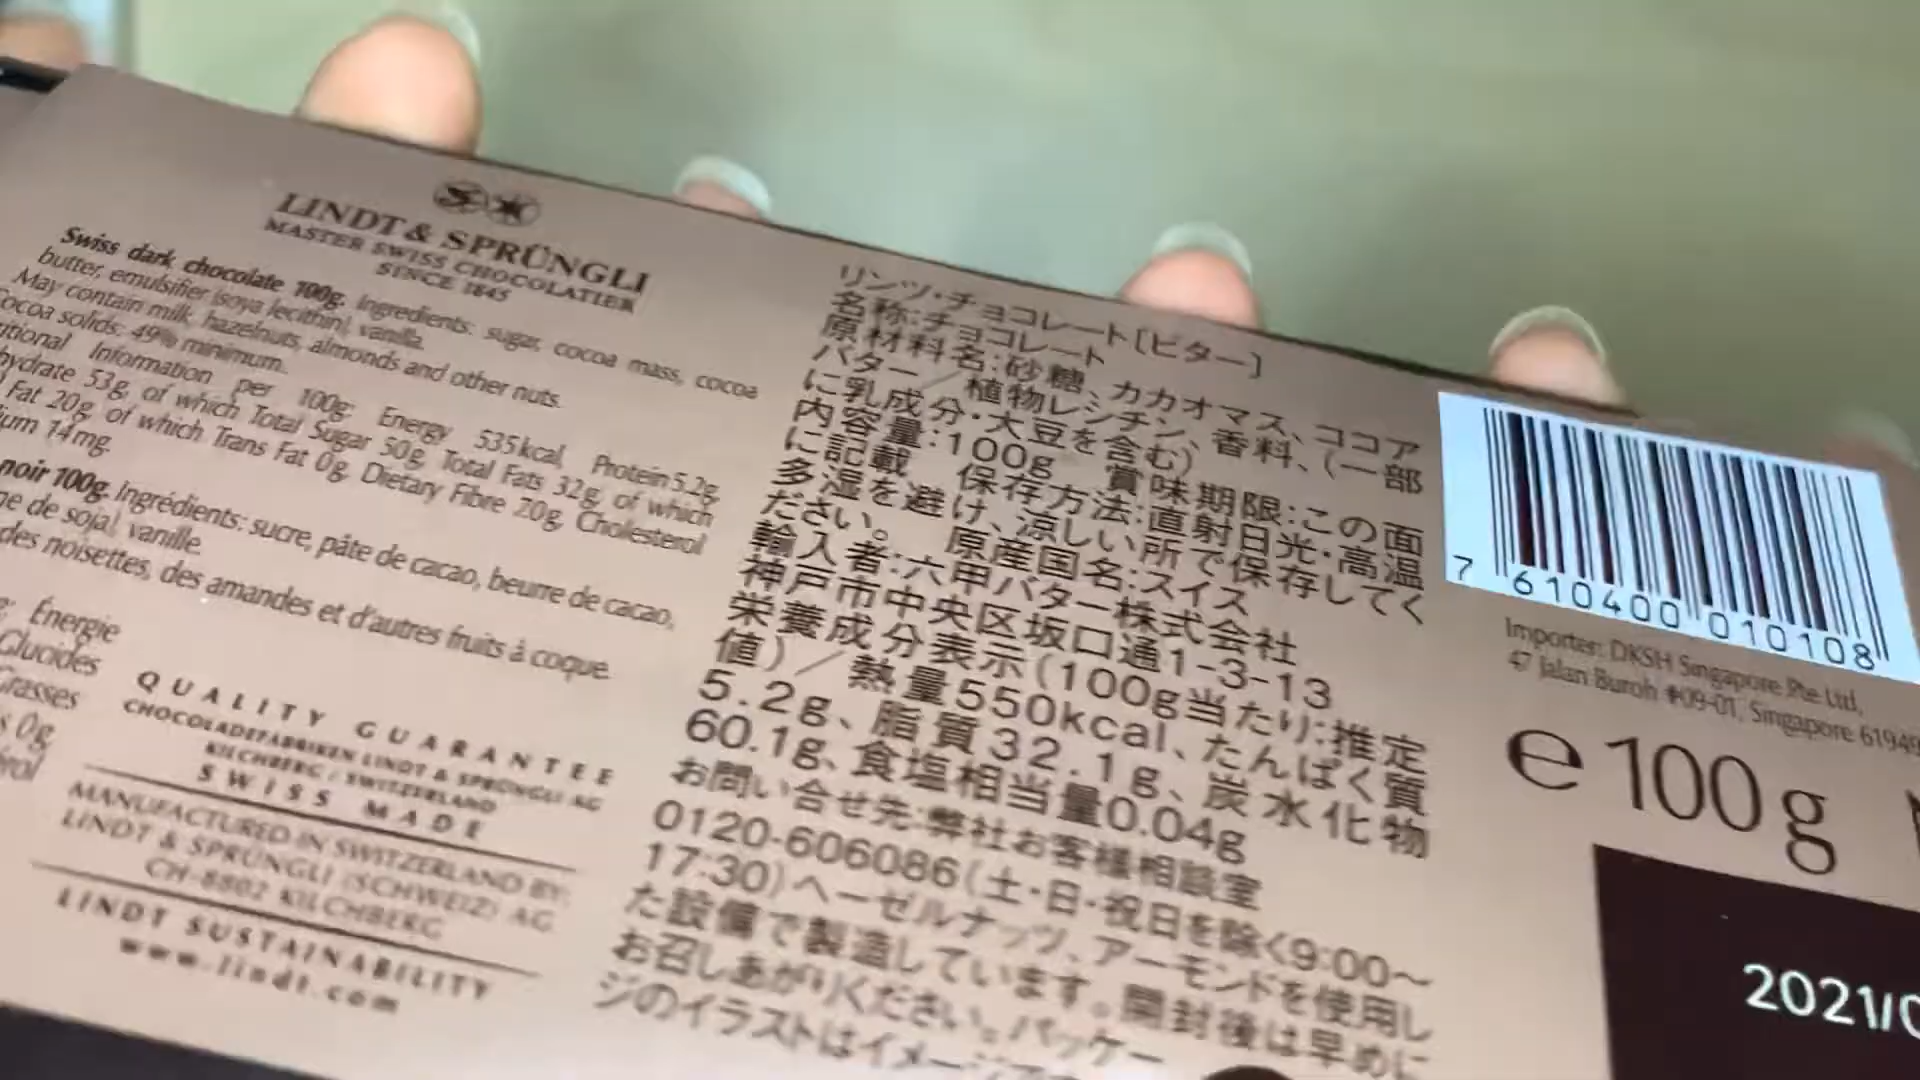 LINDT & SPRÜNGLI
MASTER SWISS CHOCOLATIER
SINCE 1845
Swiss dark chocolate 100g. Ingredients: sugar, cocoa mass, cocoa
butter, emulsifier (soya lecithin), vanilla.
May contain milk, hazelnuts, almonds and other nuts.
ocoa solids: 49% minimum.
itional Information per 100g: Energy 535kcal, Protein 5.2g,
hydrate 53g, of which Total Sugar 50g, Total Fats 32g, of which
Fat 20g, of which Trans Fat 0g, Dietary Fibre 7.0g, Cholesterol
ium 14mg.
noir 100g. Ingrédients: sucre, pâte de cacao, beurre de cacao,
ne de soja), vanille.
des noisettes, des amandes et d'autres fruits à coque.
Énergie
Glucides
Grasses
s 0g
érol
QUALITY GUARANTEE
CHOCOLADEFABRIKEN LINDT & SPRÜNGLI AG
KILCHBERG / SWITZERLAND
SWISS MADE
MANUFACTURED IN SWITZERLAND BY:
LINDT & SPRÜNGLI (SCHWEIZ) AG
CH-8802 KILCHBERG
LINDT SUSTAINABILITY
www.lindt.com
リンツ・チョコレート[ビター]
名称:チョコレート
原材料名:砂糖、カカオマス、ココア
バター／植物レシチン、香料、(一部
に乳成分・大豆を含む)
内容量:100g 賞味期限:この面
に記載 保存方法:直射日光・高温
多湿を避け、涼しい所で保存してく
ださい。 原産国名:スイス
輸入者:六甲バター株式会社
神戸市中央区坂口通1-3-13
栄養成分表示(100g当たり:推定
値)／熱量550kcal、たんぱく質
5.2g、脂質32.1g、炭水化物
60.1g、食塩相当量0.04g
お問い合せ先:弊社お客様相談室
0120-606086(土・日・祝日を除く9:00～
17:30)ヘーゼルナッツ、アーモンドを使用し
た設備で製造しています。開封後は早めに
お召しあがりください。パッケー
ジのイラストはイメージ
7 610400 010108
Importer: DKSH Singapore Pte Ltd,
47 Jalan Buroh #09-01, Singapore 61949
e 100g
2021/0